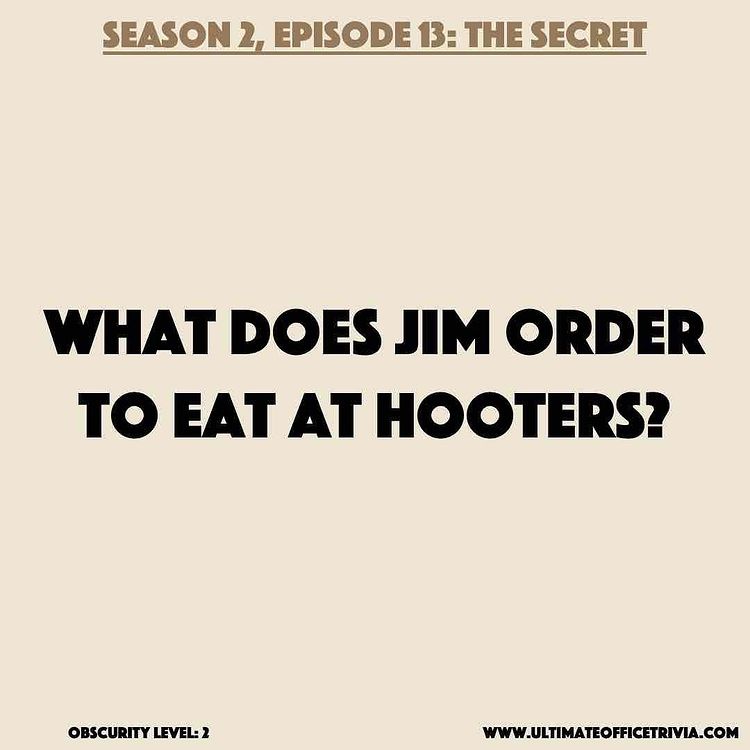 SEASON 2, EPISODE 13: THE SECRET
WHAT DOES JIM ORDER
TO EAT AT HOOTERS?
OBSCURITY LEVEL: 2
WWW.ULTIMATEOFFICETRIVIA.COM